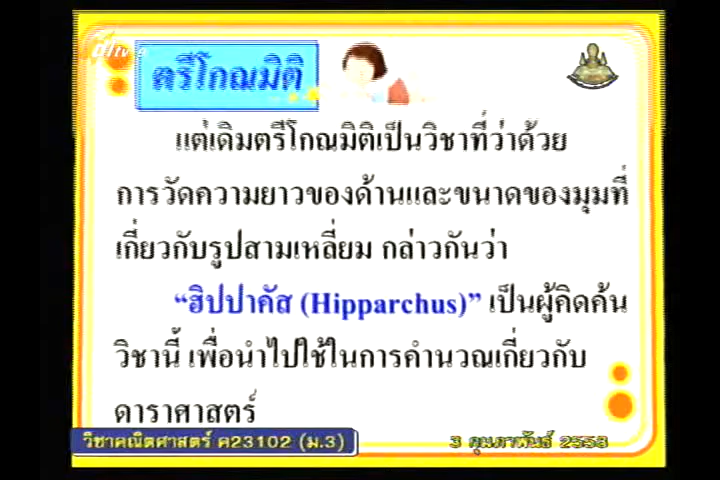 ตรีโกณมิติ
แต่เดิมตรีโกณมิติเป็นวิชาที่ว่าด้วย
การวัดความยาวของด้านและขนาดของมุมที่
เกี่ยวกับรูปสามเหลี่ยม กล่าวกันว่า
“ฮิปปาคัส (Hipparchus)” เป็นผู้คิดค้น
วิชานี้ เพื่อนำไปใช้ในการคำนวณเกี่ยวกับ
ดาราศาสตร์
วิชาคณิตศาสตร์ ค23102 (ม.3)
3 กุมภาพันธ์ 2553